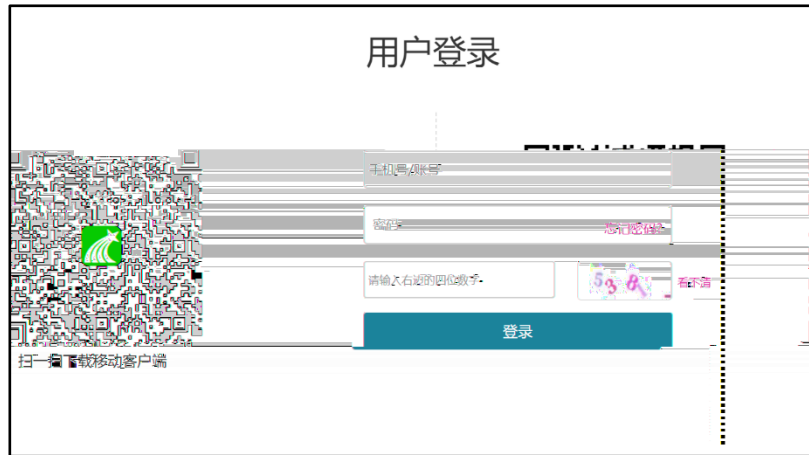 用户登录
手机号/账号
密码
忘记密码?
请输入右边的四位数字
看不清
登录
扫一扫下载移动客户端